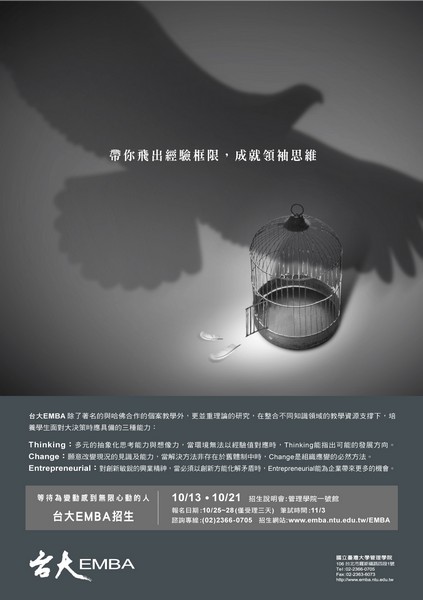 帶你飛出經驗框限，成就領袖思維
台大EMBA 除了著名的與哈佛合作的個案教學外，更並重理論的研究，在整合不同知識領域的教學資源支撐下，培
養學生面對大決策時應具備的三種能力：
Thinking：多元的抽象化思考能力與想像力，當環境無法以經驗值對應時，Thinking能指出可能的發展方向。
Change：願意改變現況的見識及能力，當解決方法非存在於舊體制中時，Change是組織應變的必然方法。
Entrepreneurial：對創新敏銳的興業精神，當必須以創新方能化解矛盾時，Entrepreneurial能為企業帶來更多的機會。
等待為變動感到無限心動的人
台大EMBA招生
10/13 • 10/21 招生說明會:管理學院一號館
報名日期:10/25~28(僅受理三天) 筆試時間:11/3
諮詢專線:(02)2366-0705 招生網站:www.emba.ntu.edu.tw/EMBA
台大EMBA
國立臺灣大學管理學院
106 台北市羅斯福路四段1號
Tel :02-2366-0705
Fax: 02-2363-6073
http://www.emba.ntu.edu.tw